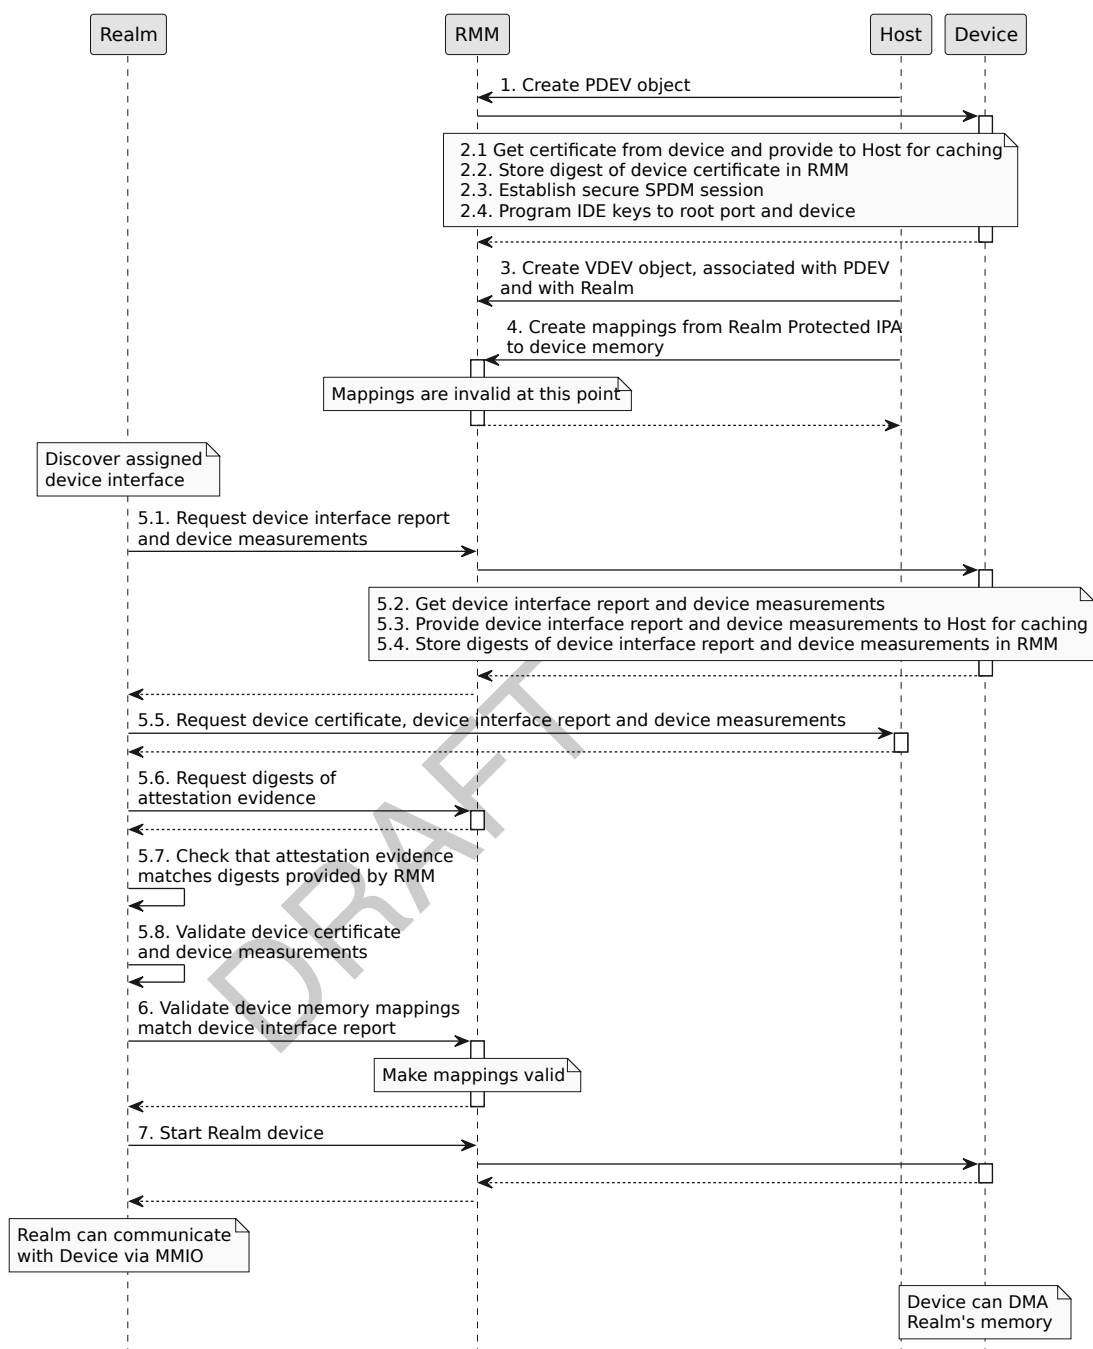 Realm
RMM
Host
Device
1. Create PDEV object
2.1 Get certificate from device and provide to Host for caching
2.2. Store digest of device certificate in RMM
2.3. Establish secure SPDM session
2.4. Program IDE keys to root port and device
3. Create VDEV object, associated with PDEV
and with Realm
4. Create mappings from Realm Protected IPA
to device memory
Mappings are invalid at this point
Discover assigned
device interface
5.1. Request device interface report
and device measurements
5.2. Get device interface report and device measurements
5.3. Provide device interface report and device measurements to Host for caching
5.4. Store digests of device interface report and device measurements in RMM
5.5. Request device certificate, device interface report and device measurements
5.6. Request digests of
attestation evidence
5.7. Check that attestation evidence
matches digests provided by RMM
5.8. Validate device certificate
and device measurements
6. Validate device memory mappings
match device interface report
Make mappings valid
7. Start Realm device
Realm can communicate
with Device via MMIO
Device can DMA
Realm's memory
DRAFT